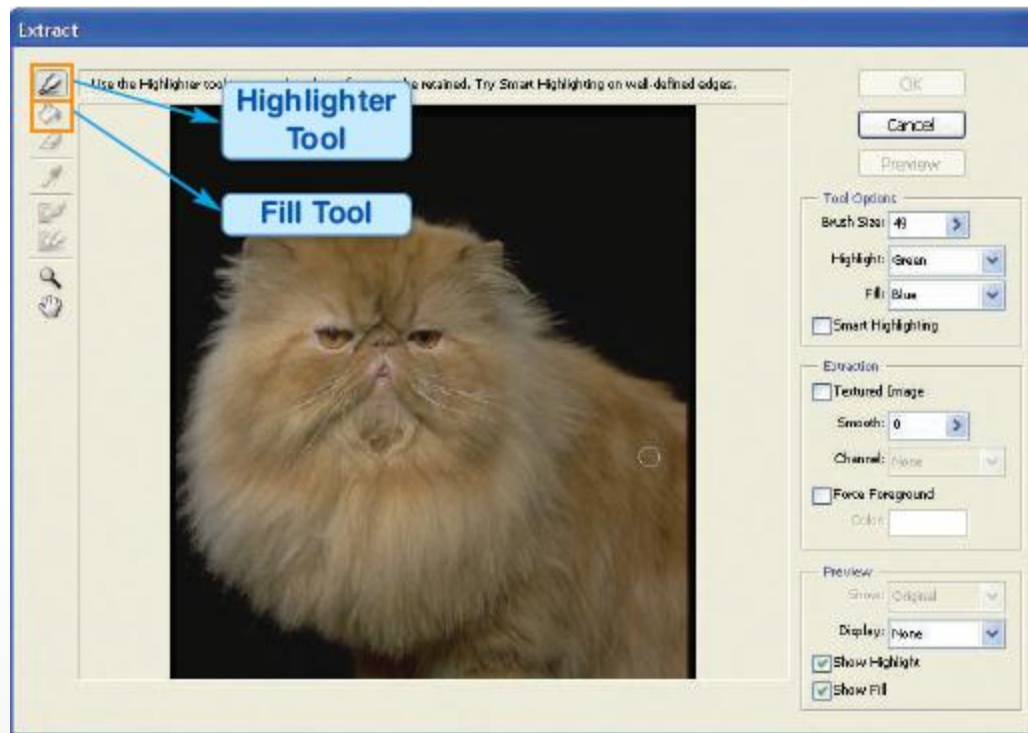 Extract
Use the Highlighter too e retained. Try Smart Highlighting on well-defined edges.
Highlighter
Tool
Fill Tool
OK
Cancel
Preview
Tool Options
Brush Size: 49
Highlight: Green
Fill: Blue
Smart Highlighting
Extraction
Textured Image
Smooth: 0
Channel: None
Force Foreground
Color:
Preview
Show: Original
Display: None
Show Highlight
Show Fill